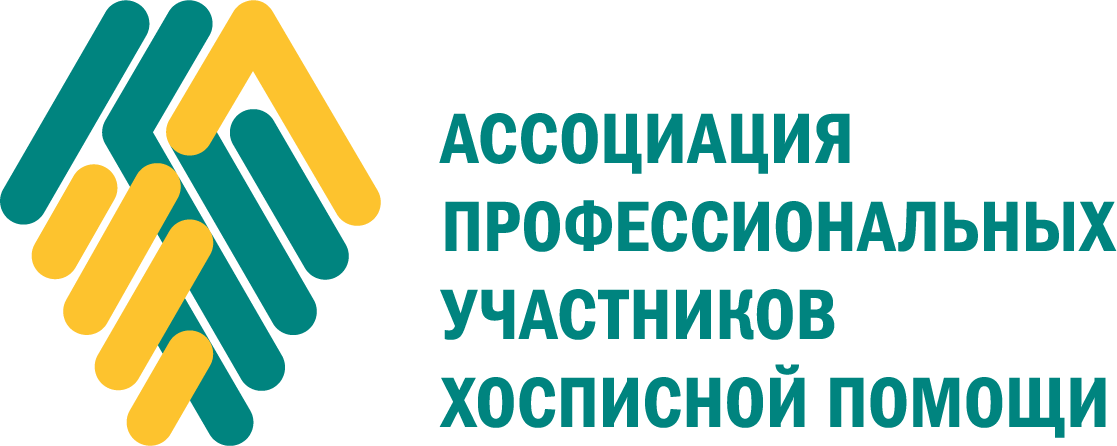 АССОЦИАЦИЯ
ПРОФЕССИОНАЛЬНЫХ
УЧАСТНИКОВ
ХОСПИСНОЙ ПОМОЩИ